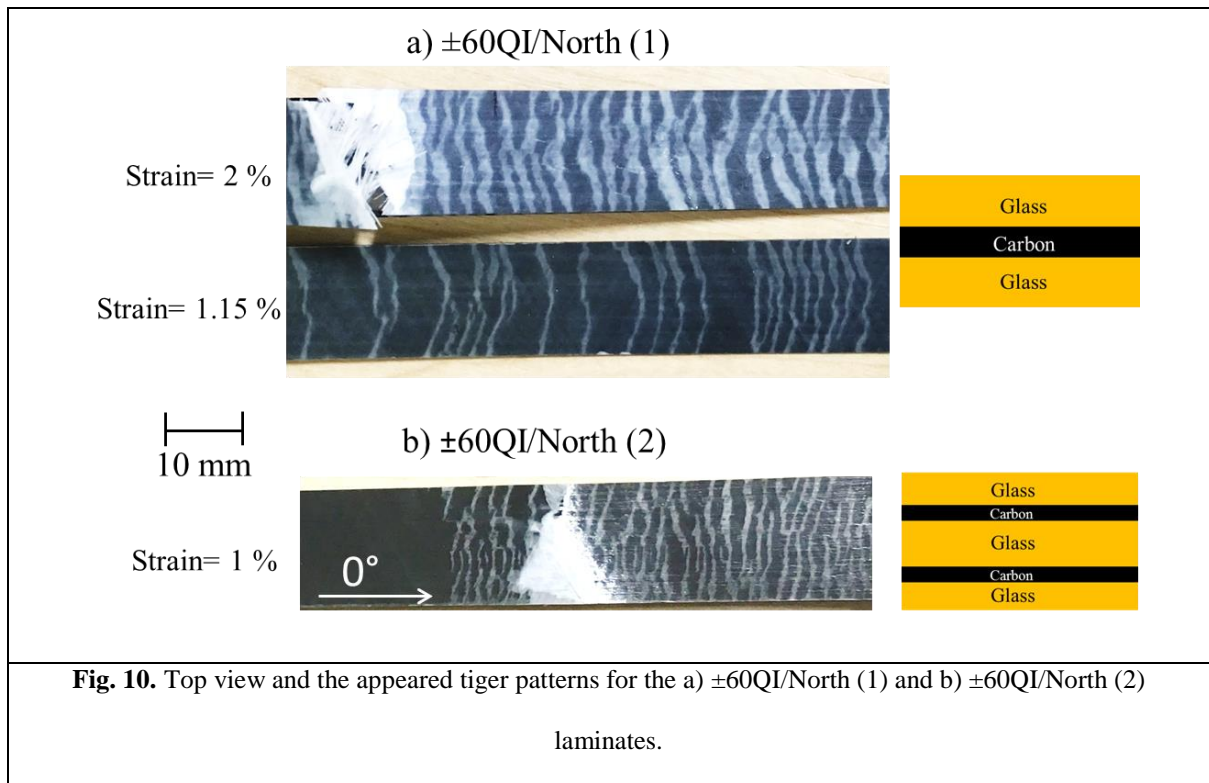 a) ±60QI/North (1)
Strain= 2 %
Glass
Carbon
Glass
Strain= 1.15 %
10 mm
b) ±60QI/North (2)
Strain= 1 %
0°
Glass
Carbon
Glass
Carbon
Glass
Fig. 10. Top view and the appeared tiger patterns for the a) ±60QI/North (1) and b) ±60QI/North (2)
laminates.